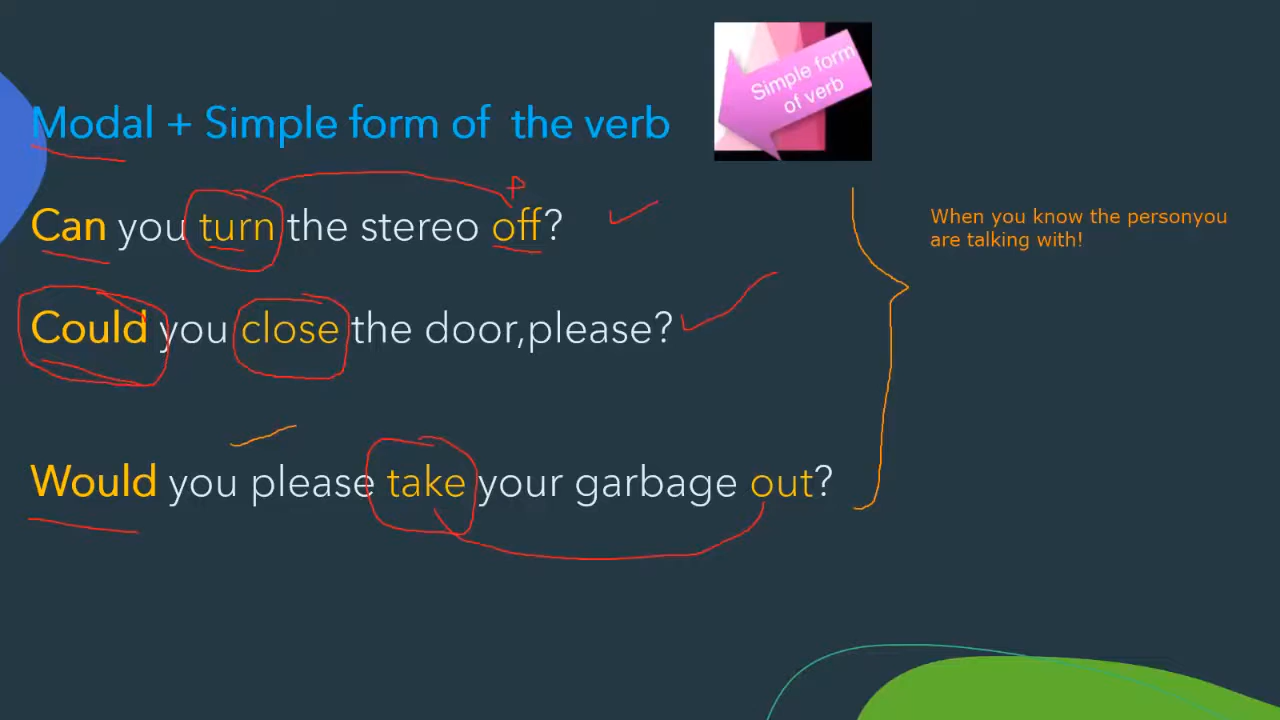 Simple form
of verb
Modal + Simple form of the verb
P
Can you turn the stereo off?
When you know the personyou
are talking with!
Could you close the door,please?
Would you please take your garbage out?